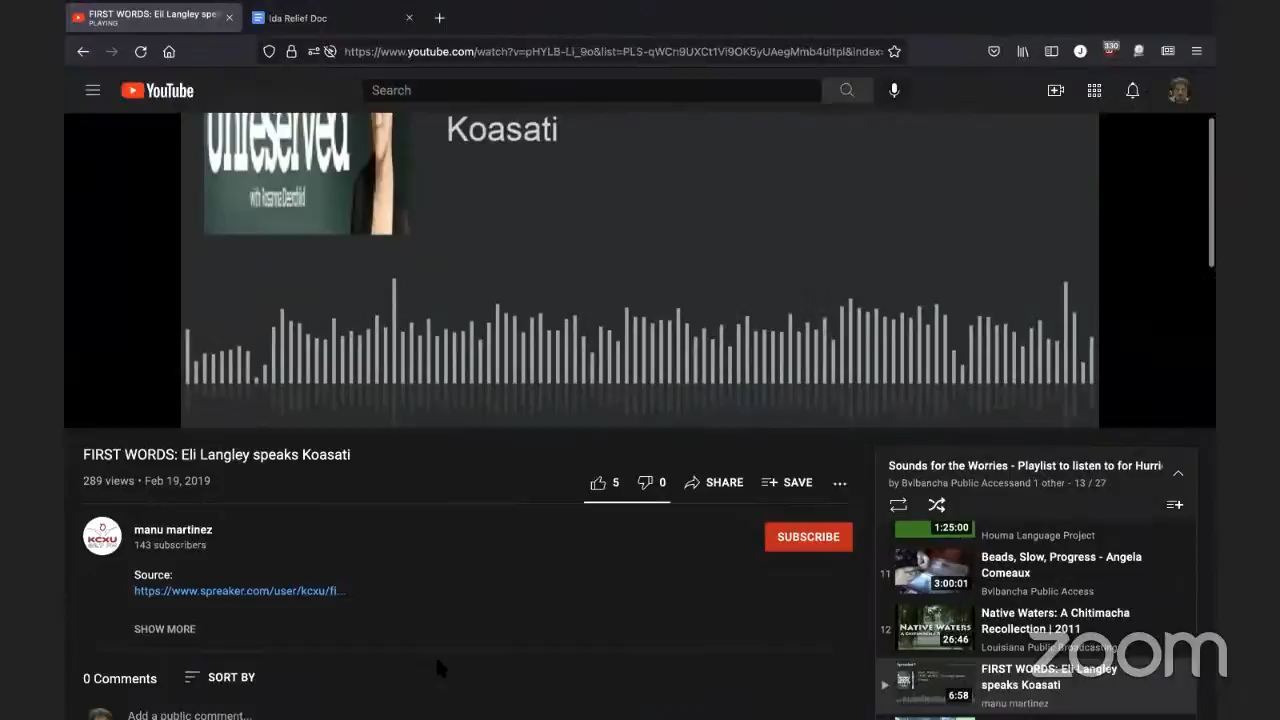 FIRST WORDS: Eli Langley spe
PLAYING
Ida Relief Doc
https://www.youtube.com/watch?v=pHYLB-Li_9o&list=PLS-qWCn9UXCt1Vl9OK5yUAegMmb4uItpI&index=
330
YouTube
Search
Unreserved
with Rosanna Deerchild
Koasati
FIRST WORDS: Eli Langley speaks Koasati
289 views • Feb 19, 2019
5
0
SHARE
SAVE
KCXU
manu martinez
143 subscribers
SUBSCRIBE
Source:
https://www.spreaker.com/user/kcxu/fi...
SHOW MORE
0 Comments
SORT BY
Add a public comment...
Sounds for the Worries - Playlist to listen to for Hurri
by Bvlbancha Public Accessand 1 other - 13 / 27
1:25:00
Houma Language Project
11
3:00:01
Beads, Slow, Progress - Angela
Comeaux
Bvlbancha Public Access
12
NATIVE WATERS
26:46
Native Waters: A Chitimacha
Recollection | 2011
Louisiana Public Broadcasting
6:58
FIRST WORDS: Eli Langley
speaks Koasati
manu martinez
zoom